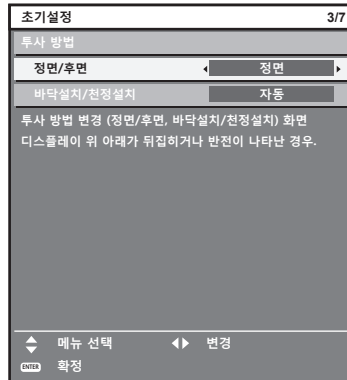 초기설정 3/7
투사 방법
정면/후면 정면
바닥설치/천정설치 자동
투사 방법 변경 (정면/후면, 바닥설치/천정설치) 화면
디스플레이 위 아래가 뒤집히거나 반전이 나타난 경우.
메뉴 선택 변경
ENTER 확정